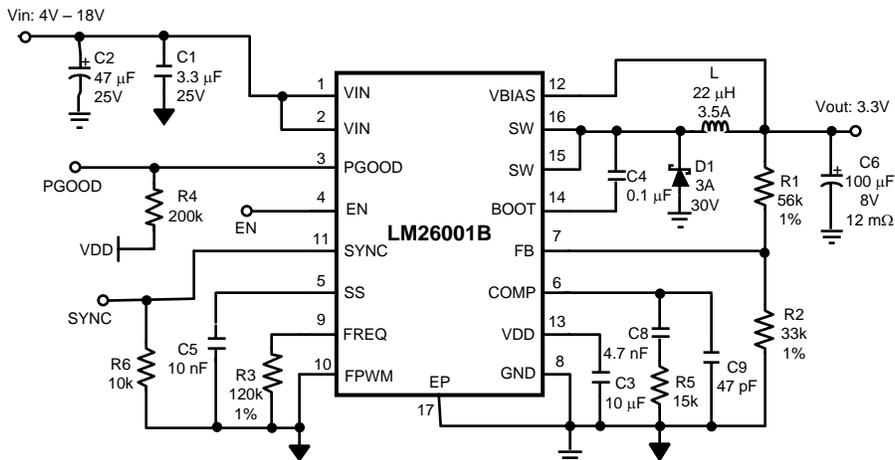 Vin: 4V – 18V
C2
47 μF
25V
C1
3.3 μF
25V
1
VIN
2
VIN
3
PGOOD
PGOOD
R4
200k
VDD
4
EN
EN
11
SYNC
SYNC
5
SS
9
FREQ
10
FPWM
R6
10k
C5
10 nF
R3
120k
1%
LM26001B
EP
17
12
VBIAS
16
SW
15
SW
14
BOOT
7
FB
6
COMP
13
VDD
8
GND
L
22 μH
3.5A
Vout: 3.3V
C4
0.1 μF
D1
3A
30V
R1
56k
1%
C6
100 μF
8V
12 mΩ
R2
33k
1%
C8
4.7 nF
C3
10 μF
R5
15k
C9
47 pF